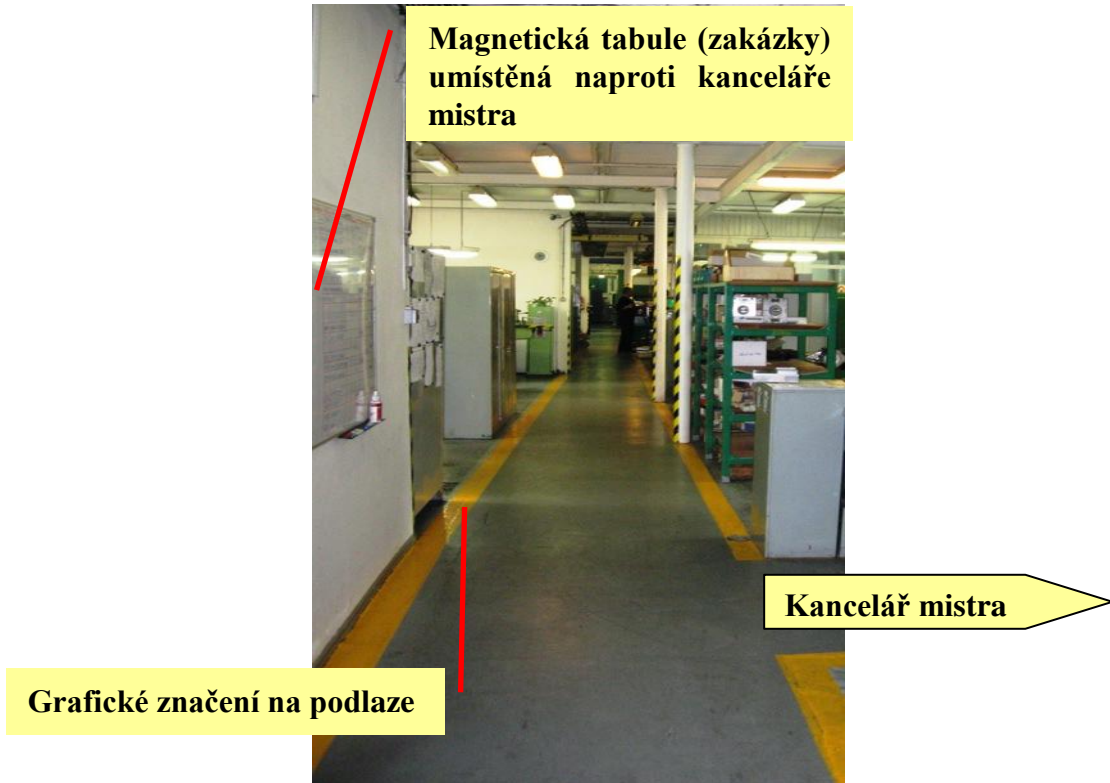 Magnetická tabule (zakázky)
umístěná naproti kanceláře
mistra
Kancelář mistra
Grafické značení na podlaze